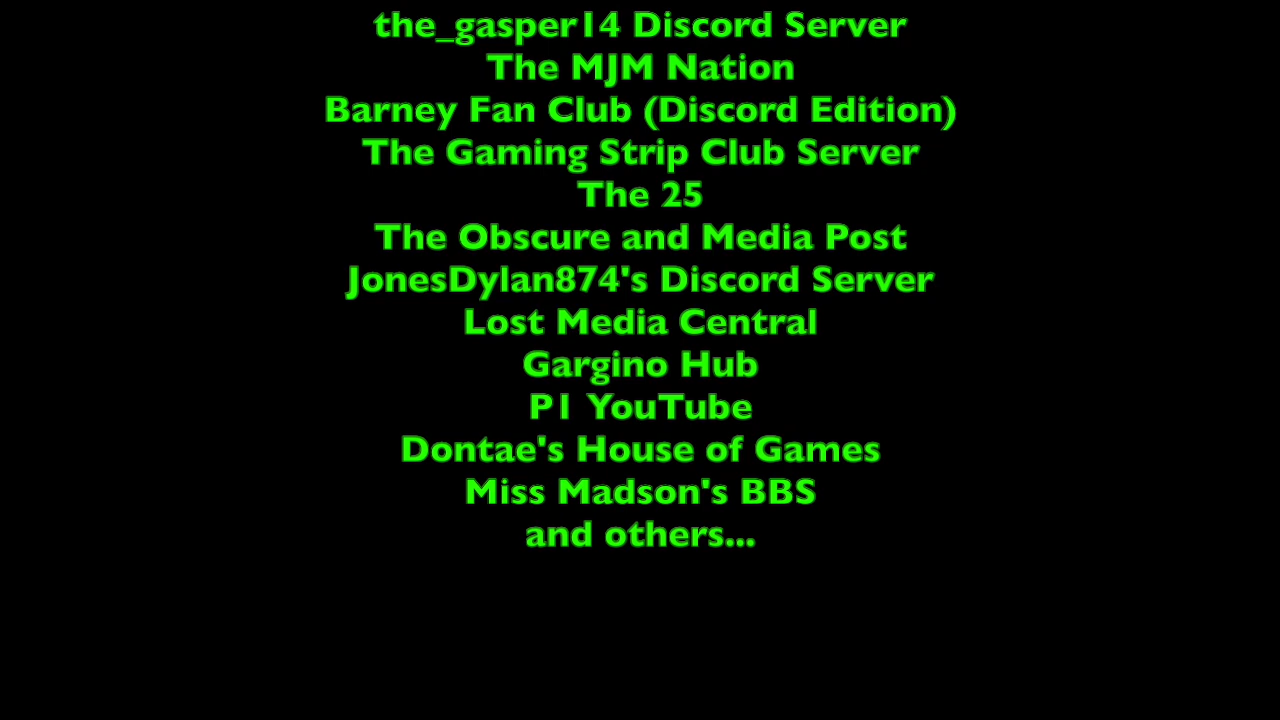 the_gasper14 Discord Server
The MJM Nation
Barney Fan Club (Discord Edition)
The Gaming Strip Club Server
The 25
The Obscure and Media Post
JonesDylan874's Discord Server
Lost Media Central
Gargino Hub
P1 YouTube
Dontae's House of Games
Miss Madson's BBS
and others...